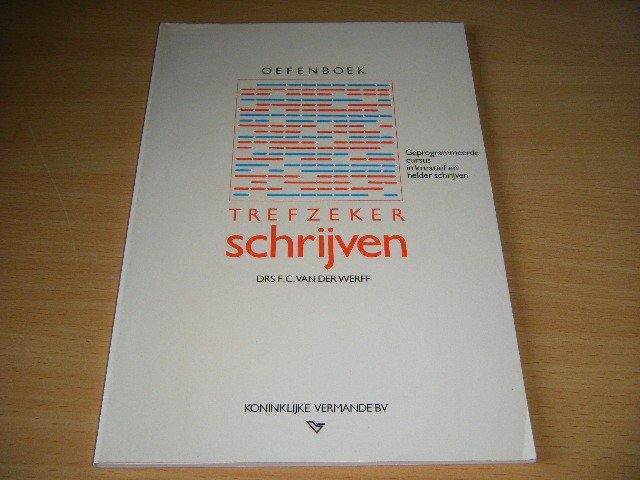 OEFENBOEK
Geprogrammeerde
cursus
in kreatief en
helder schrijven
TREFZEKER
schrijven
DRS F. C. VAN DER WERFF
KONINKLIJKE VERMANDE BV